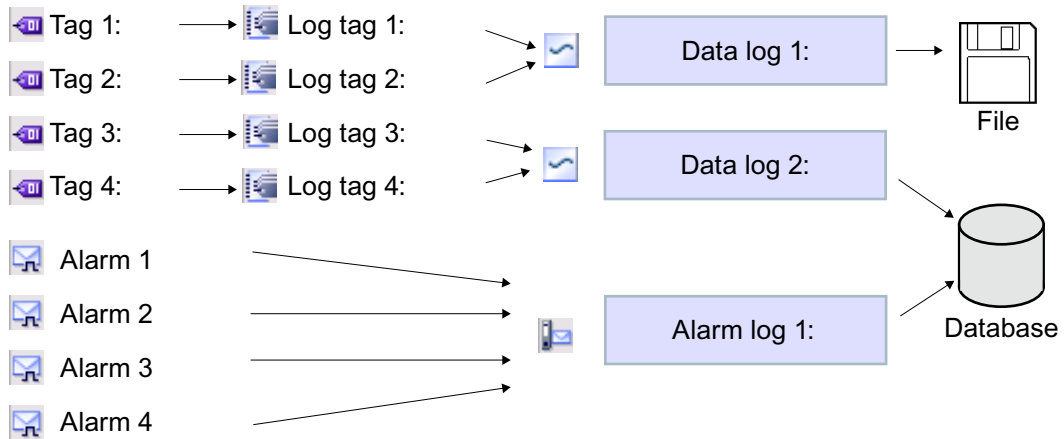 Tag 1: Log tag 1: Data log 1:
Tag 2: Log tag 2:
File
Tag 3: Log tag 3: Data log 2:
Tag 4: Log tag 4:
Alarm 1
Alarm 2
Alarm log 1: Database
Alarm 3
Alarm 4